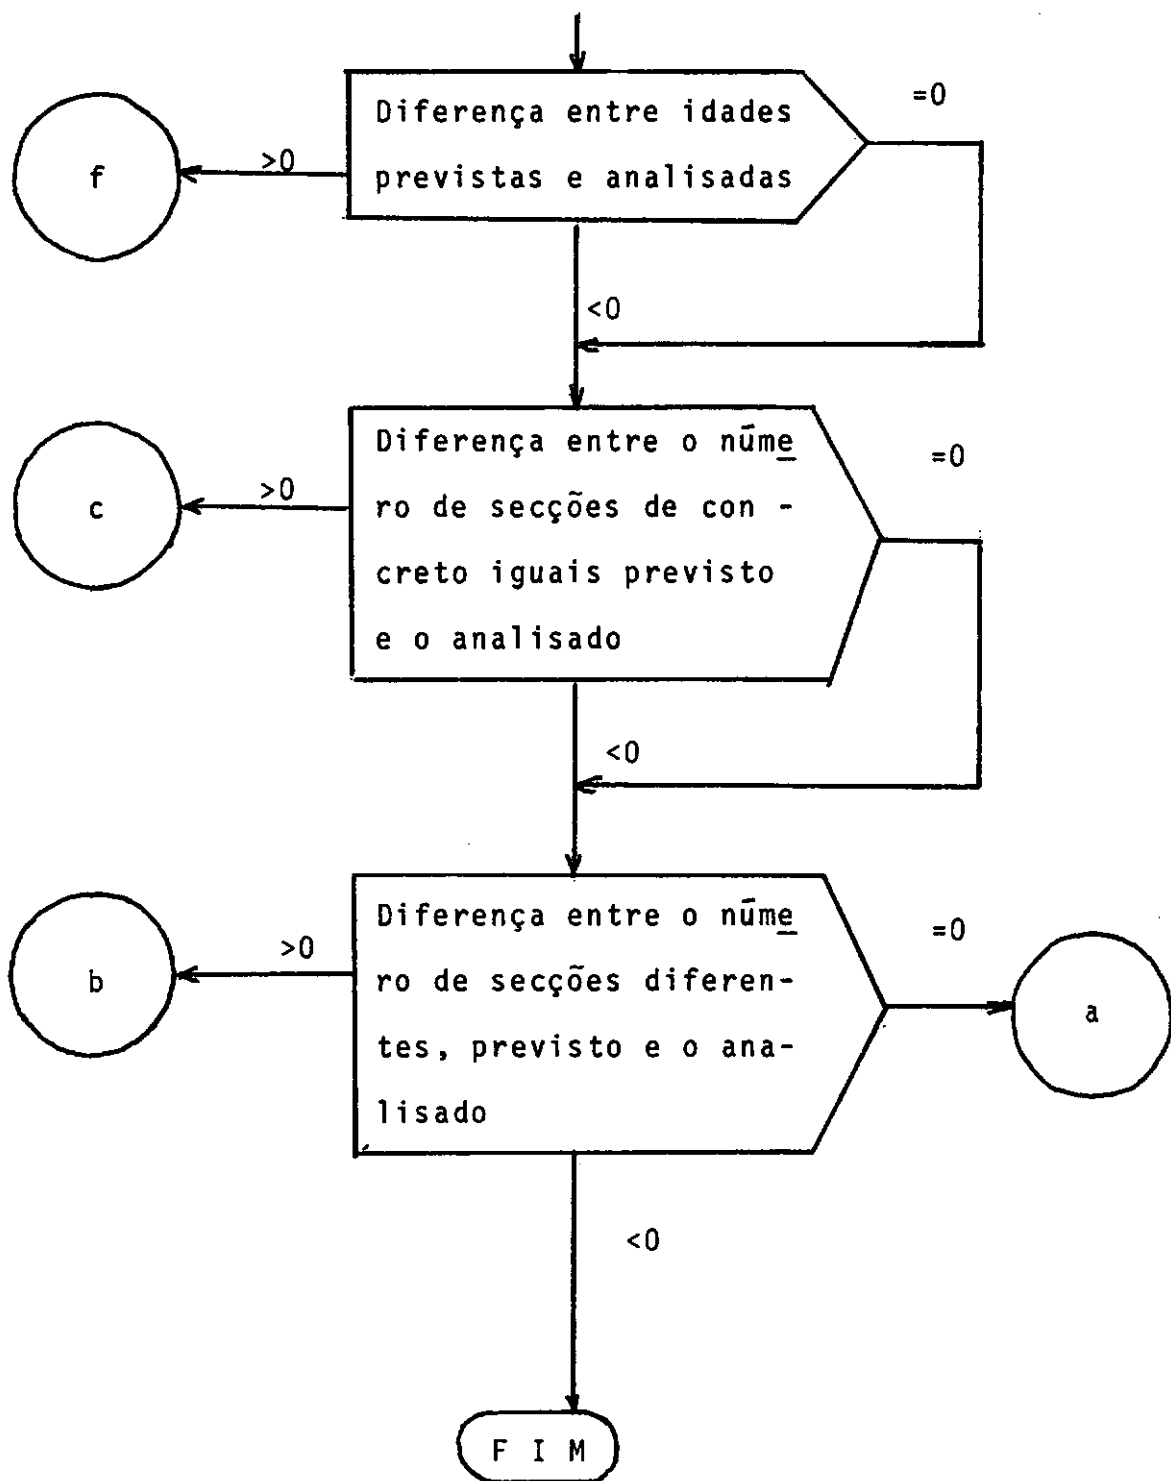 =0
Diferença entre idades
f
>0
previstas e analisadas
<0
Diferença entre o núme
=0
c
>0
ro de secções de con -
creto iguais previsto
e o analisado
<0
Diferença entre o núme
=0
>0
b
ro de secções diferen-
a
tes, previsto e o ana-
lisado
<0
F I M